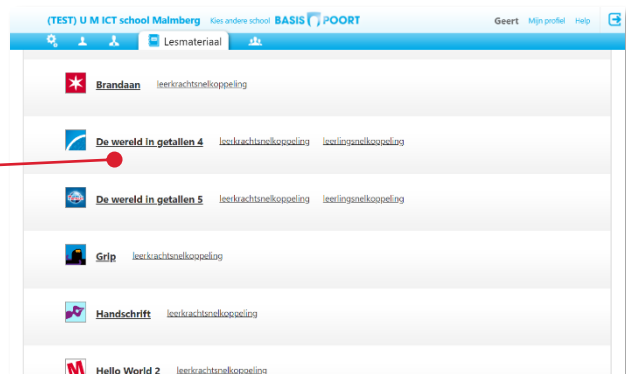 (TEST) U M ICT school Malmberg Kies andere school BASIS POORT Geert Mijn profiel Help
Lesmateriaal
Brandaan leerkrachtsnelkoppeling
De wereld in getallen 4 leerkrachtsnelkoppeling leerlingsnelkoppeling
De wereld in getallen 5 leerkrachtsnelkoppeling leerlingsnelkoppeling
Grip leerkrachtsnelkoppeling
Handschrift leerkrachtsnelkoppeling
Hello World 2 leerkrachtsnelkoppeling